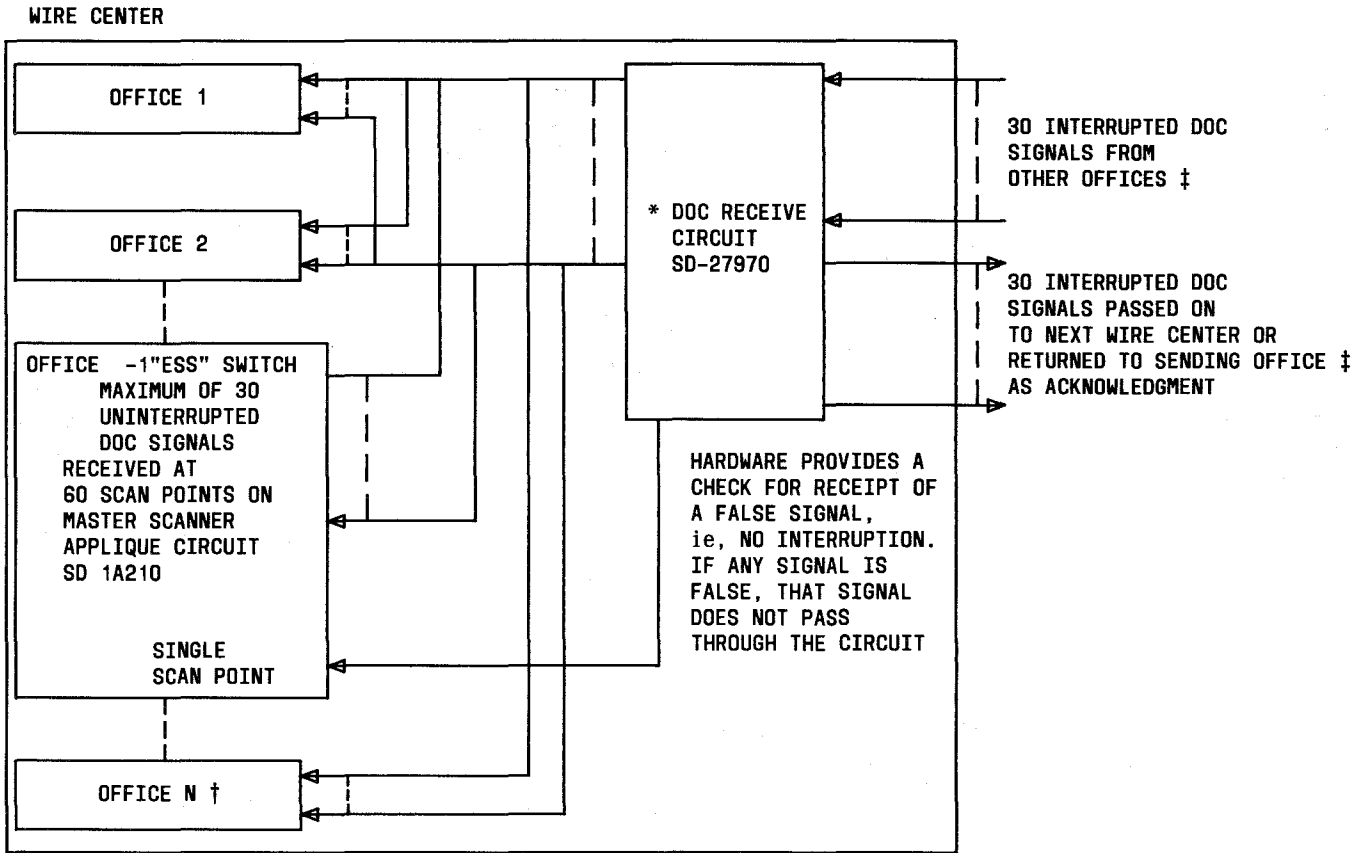 WIRE CENTER
OFFICE 1
OFFICE 2
OFFICE -1"ESS" SWITCH
MAXIMUM OF 30
UNINTERRUPTED
DOC SIGNALS
RECEIVED AT
60 SCAN POINTS ON
MASTER SCANNER
APPLIQUE CIRCUIT
SD 1A210
SINGLE
SCAN POINT
OFFICE N †
* DOC RECEIVE
CIRCUIT
SD-27970
HARDWARE PROVIDES A
CHECK FOR RECEIPT OF
A FALSE SIGNAL,
ie, NO INTERRUPTION.
IF ANY SIGNAL IS
FALSE, THAT SIGNAL
DOES NOT PASS
THROUGH THE CIRCUIT
30 INTERRUPTED DOC
SIGNALS FROM
OTHER OFFICES ‡
30 INTERRUPTED DOC
SIGNALS PASSED ON
TO NEXT WIRE CENTER OR
RETURNED TO SENDING OFFICE ‡
AS ACKNOWLEDGMENT